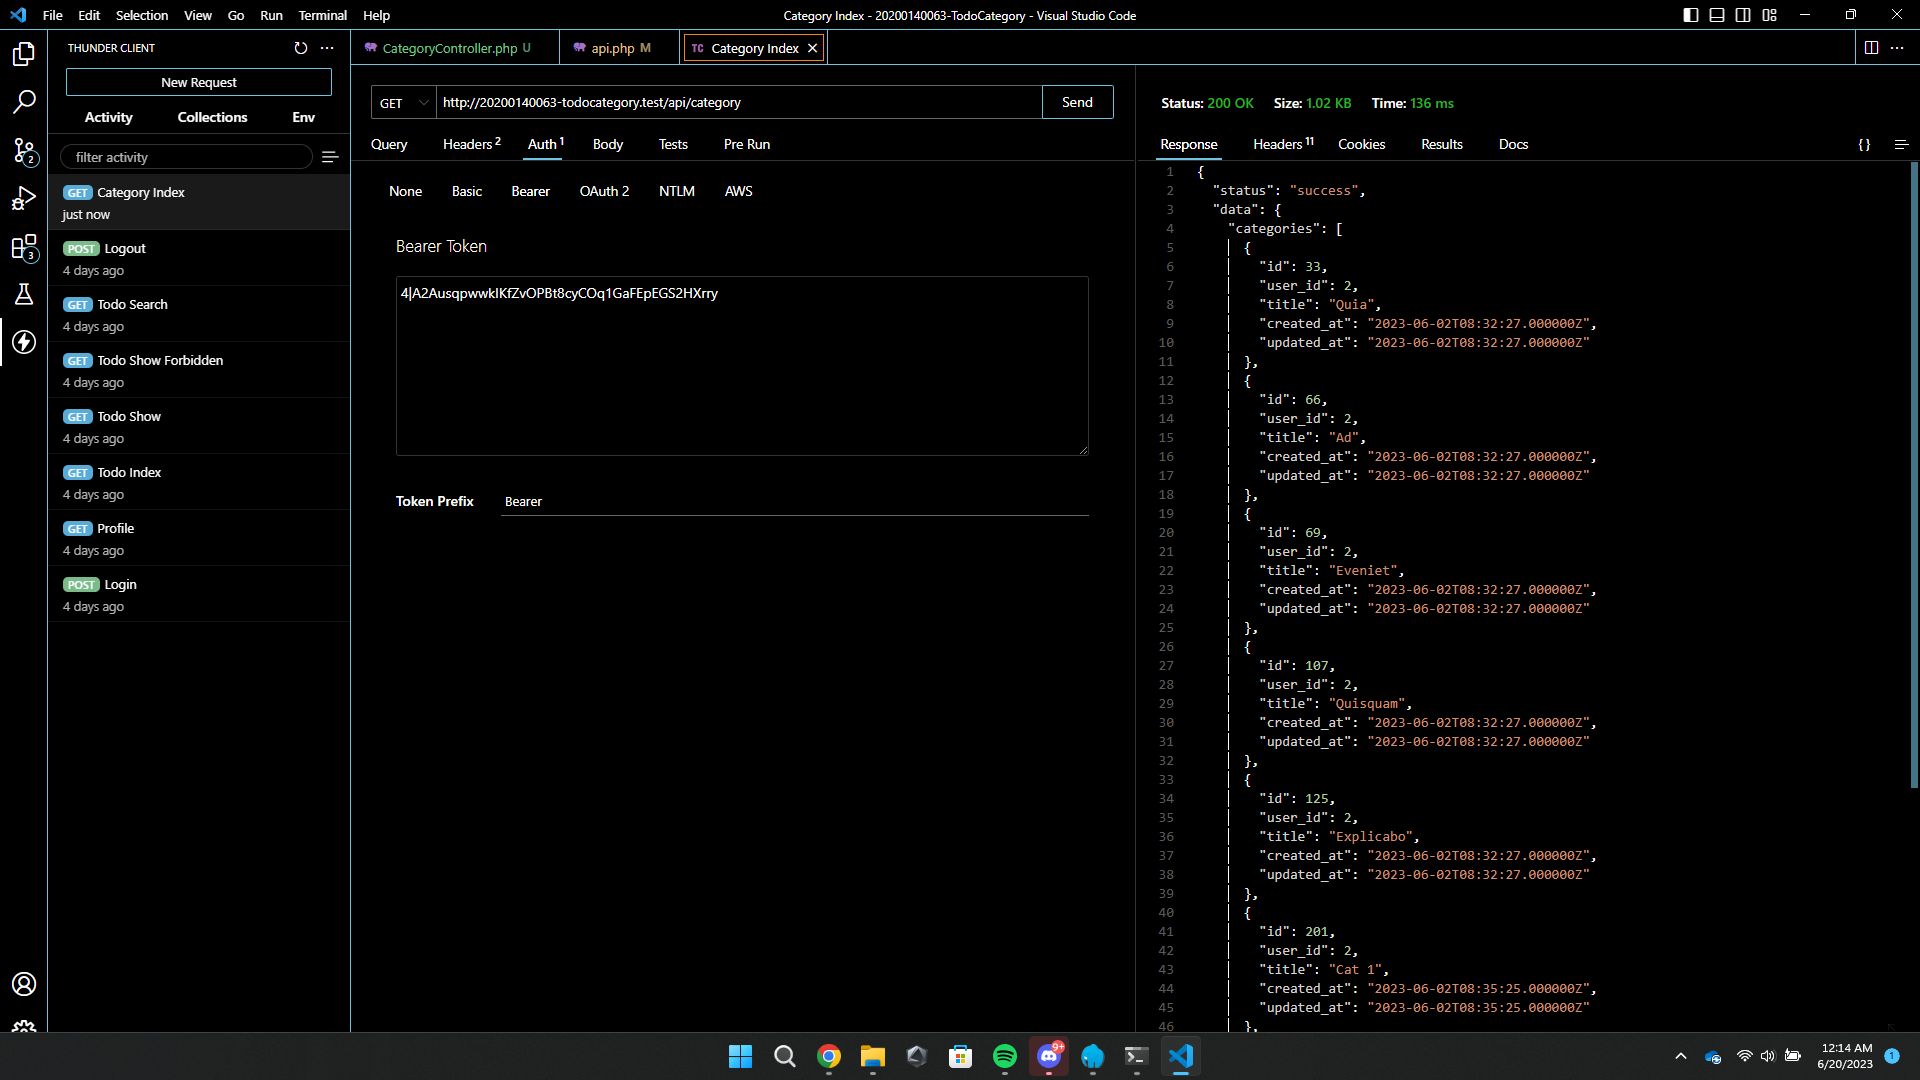 File Edit Selection View Go Run Terminal Help
Category Index - 20200140063-TodoCategory - Visual Studio Code
THUNDER CLIENT
New Request
Activity Collections Env
filter activity
GET Category Index
just now
POST Logout
4 days ago
GET Todo Search
4 days ago
GET Todo Show Forbidden
4 days ago
GET Todo Show
4 days ago
GET Todo Index
4 days ago
GET Profile
4 days ago
POST Login
4 days ago
2
3
CategoryController.php U
api.php M
TC Category Index
GET http://20200140063-todocategory.test/api/category Send
Query Headers 2 Auth 1 Body Tests Pre Run
None Basic Bearer OAuth 2 NTLM AWS
Bearer Token
4|A2AusqpwwkIKfZvOPBt8cyCOq1GaFEpEGS2HXrry
Token Prefix Bearer
Status: 200 OK Size: 1.02 KB Time: 136 ms
Response Headers 11 Cookies Results Docs {}
1 {
2 "status": "success",
3 "data": {
4 "categories": [
5 {
6 "id": 33,
7 "user_id": 2,
8 "title": "Quia",
9 "created_at": "2023-06-02T08:32:27.000000Z",
10 "updated_at": "2023-06-02T08:32:27.000000Z"
11 },
12 {
13 "id": 66,
14 "user_id": 2,
15 "title": "Ad",
16 "created_at": "2023-06-02T08:32:27.000000Z",
17 "updated_at": "2023-06-02T08:32:27.000000Z"
18 },
19 {
20 "id": 69,
21 "user_id": 2,
22 "title": "Eveniet",
23 "created_at": "2023-06-02T08:32:27.000000Z",
24 "updated_at": "2023-06-02T08:32:27.000000Z"
25 },
26 {
27 "id": 107,
28 "user_id": 2,
29 "title": "Quisquam",
30 "created_at": "2023-06-02T08:32:27.000000Z",
31 "updated_at": "2023-06-02T08:32:27.000000Z"
32 },
33 {
34 "id": 125,
35 "user_id": 2,
36 "title": "Explicabo",
37 "created_at": "2023-06-02T08:32:27.000000Z",
38 "updated_at": "2023-06-02T08:32:27.000000Z"
39 },
40 {
41 "id": 201,
42 "user_id": 2,
43 "title": "Cat 1",
44 "created_at": "2023-06-02T08:35:25.000000Z",
45 "updated_at": "2023-06-02T08:35:25.000000Z"
46 },
9+
12:14 AM
6/20/2023
1